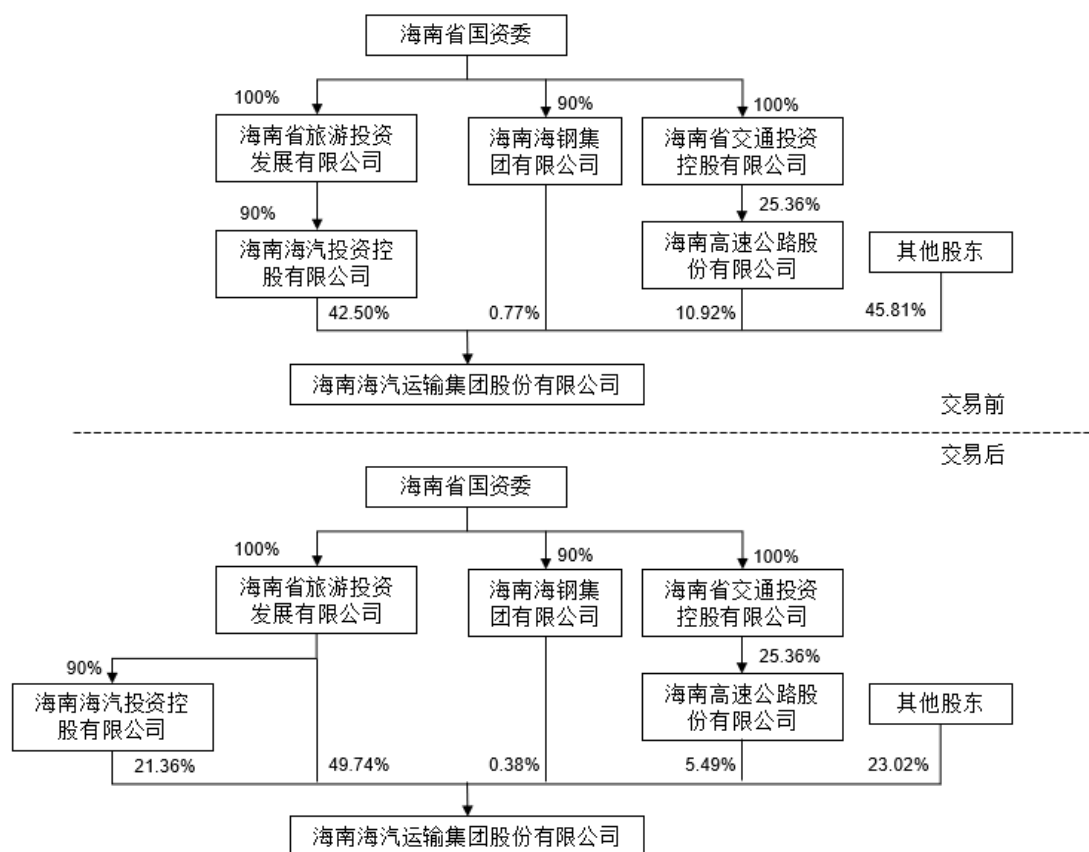 海南省国资委
100%
90%
100%
海南省旅游投资
发展有限公司
海南海钢集
团有限公司
海南省交通投资
控股有限公司
90%
25.36%
海南海汽投资控
股有限公司
海南高速公路股
份有限公司
其他股东
42.50%
0.77%
10.92%
45.81%
海南海汽运输集团股份有限公司
交易前
交易后
海南省国资委
100%
90%
100%
海南省旅游投资
发展有限公司
海南海钢集
团有限公司
海南省交通投资
控股有限公司
90%
25.36%
海南海汽投资控
股有限公司
海南高速公路股
份有限公司
其他股东
21.36%
49.74%
0.38%
5.49%
23.02%
海南海汽运输集团股份有限公司